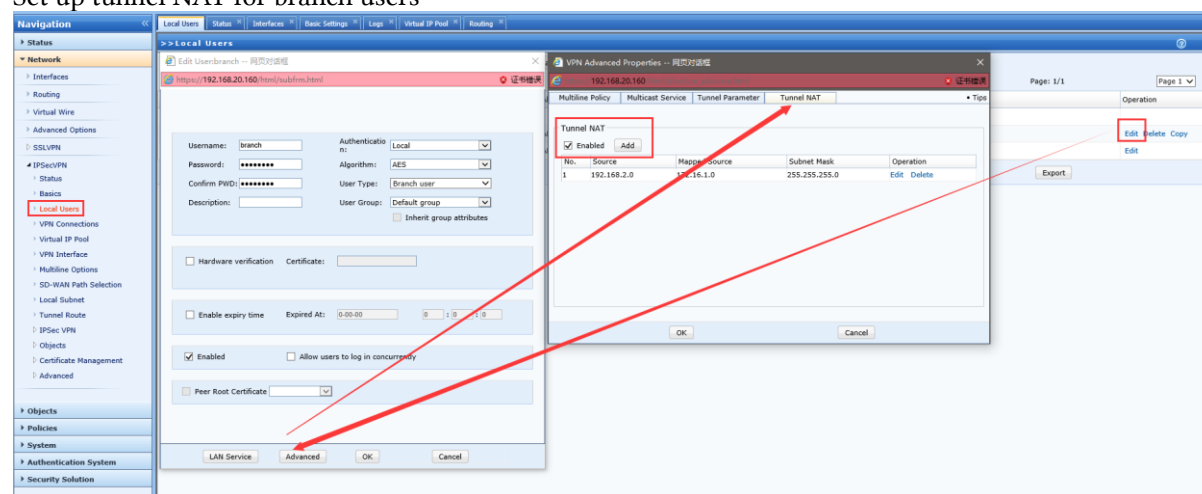 Set up tunnel NAT for branch users
Navigation «
Local Users
Status
Interfaces
Basic Settings
Logs
Virtual IP Pool
Routing
Status
>>Local Users
Network
Interfaces
Routing
Virtual Wire
Advanced Options
SSLVPN
IPSecVPN
Status
Basics
Local Users
VPN Connections
Virtual IP Pool
VPN Interface
Multiline Options
SD-WAN Path Selection
Local Subnet
Tunnel Route
IPSec VPN
Objects
Certificate Management
Advanced
Objects
Policies
System
Authentication System
Security Solution
Edit User:branch -- 网页对话框
https://192.168.20.160/html/subfrm.html 证书错误
Username: branch Authenticatio n: Local
Password: •••••••• Algorithm: AES
Confirm PWD: •••••••• User Type: Branch user
Description: User Group: Default group
Inherit group attributes
Hardware verification Certificate:
Enable expiry time Expired At: 0-00-00 0 : 0 : 0
Enabled Allow users to log in concurrently
Peer Root Certificate
LAN Service Advanced OK Cancel
VPN Advanced Properties -- 网页对话框
192.168.20.160 证书错误
Multiline Policy Multicast Service Tunnel Parameter Tunnel NAT • Tips
Tunnel NAT
Enabled Add
No. Source Mapped Source Subnet Mask Operation
1 192.168.2.0 172.16.1.0 255.255.255.0 Edit Delete
OK Cancel
Page: 1/1 Page 1
Operation
Edit Delete Copy
Edit
Export